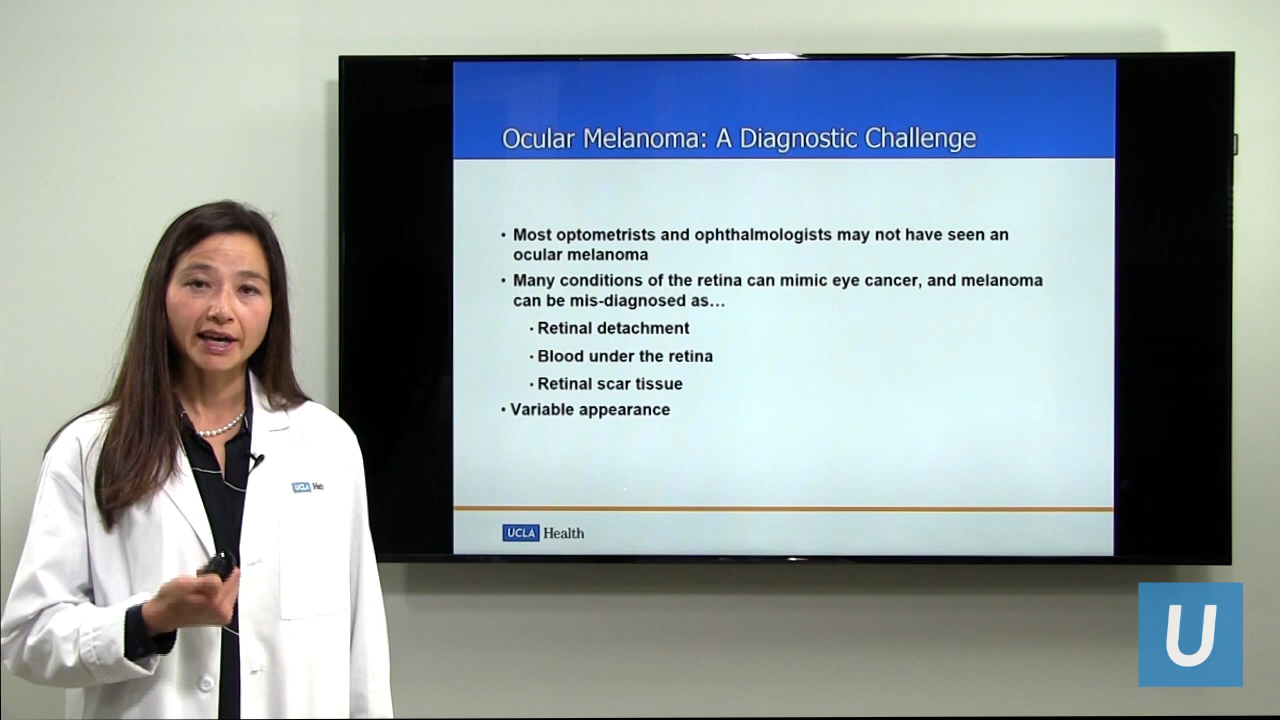 Ocular Melanoma: A Diagnostic Challenge
• Most optometrists and ophthalmologists may not have seen an
ocular melanoma
• Many conditions of the retina can mimic eye cancer, and melanoma
can be mis-diagnosed as…
• Retinal detachment
• Blood under the retina
• Retinal scar tissue
• Variable appearance
UCLA Health
UCLA
U